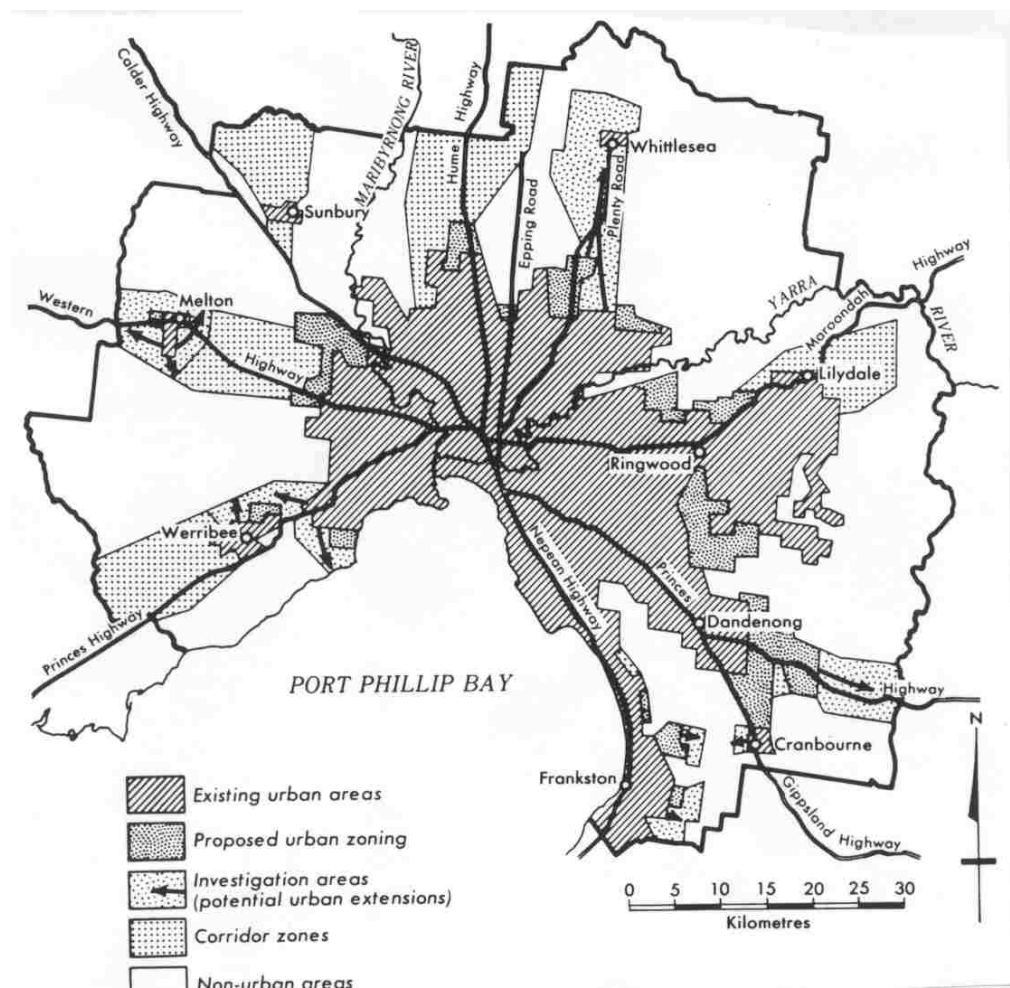 Calder Highway
MARIBYRNONG RIVER
Hume
Highway
Epping Road
Plenty Road
Whittlesea
Sunbury
YARRA
RIVER
Maroondah
Highway
Western
Highway
Melton
Lilydale
Ringwood
Werribee
Nepean Highway
Princes
Highway
Princes Highway
Dandenong
PORT PHILLIP BAY
Cranbourne
Frankston
Gippsland
Highway
N
Existing urban areas
Proposed urban zoning
Investigation areas
(potential urban extensions)
Corridor zones
Non-urban areas
0 5 10 15 20 25 30
Kilometres